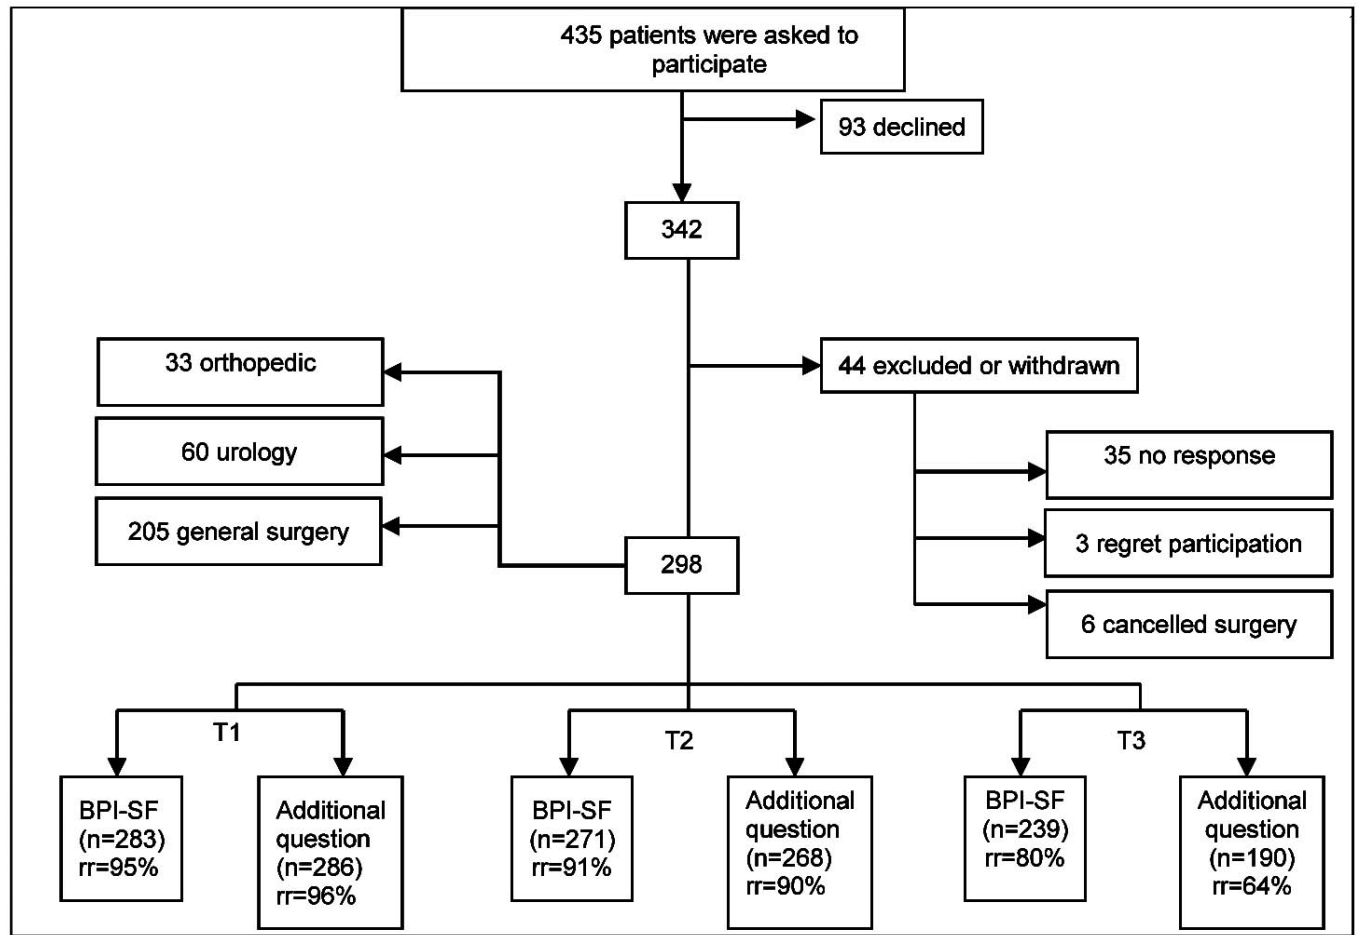 435 patients were asked to
participate
93 declined
342
33 orthopedic
44 excluded or withdrawn
60 urology
35 no response
205 general surgery
3 regret participation
298
6 cancelled surgery
T1
T2
T3
BPI-SF
(n=283)
rr=95%
Additional
question
(n=286)
rr=96%
BPI-SF
(n=271)
rr=91%
Additional
question
(n=268)
rr=90%
BPI-SF
(n=239)
rr=80%
Additional
question
(n=190)
rr=64%